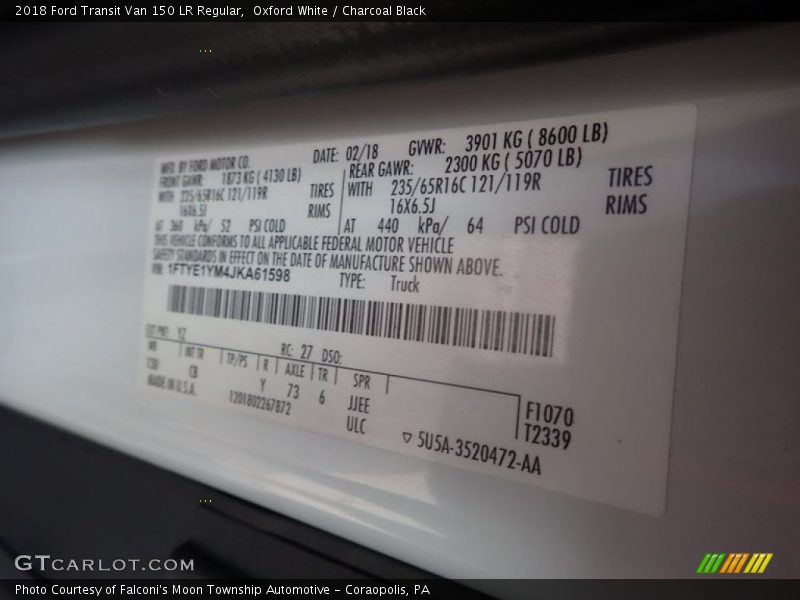 2018 Ford Transit Van 150 LR Regular, Oxford White / Charcoal Black
MFD. BY FORD MOTOR CO. DATE: 02/18 GVWR: 3901 KG ( 8600 LB)
FRONT GAWR: 1873 KG ( 4130 LB) REAR GAWR: 2300 KG ( 5070 LB)
WITH 235/65R16C 121/119R TIRES WITH 235/65R16C 121/119R TIRES
16X6.5J RIMS 16X6.5J RIMS
AT 360 kPa/ 52 PSI COLD AT 440 kPa/ 64 PSI COLD
THIS VEHICLE CONFORMS TO ALL APPLICABLE FEDERAL MOTOR VEHICLE
SAFETY STANDARDS IN EFFECT ON THE DATE OF MANUFACTURE SHOWN ABOVE.
VIN: 1FTYE1YM4JKA61598 TYPE: Truck
EXT PNT: YZ RC: 27 DSO:
WB INT TR TP/PS R AXLE TR SPR
130 CB Y 73 6 JJEE
MADE IN U.S.A. 1201802267872 ULC
F1070
T2339
5U5A-3520472-AA
GTCARLOT.COM
Photo Courtesy of Falconi's Moon Township Automotive - Coraopolis, PA